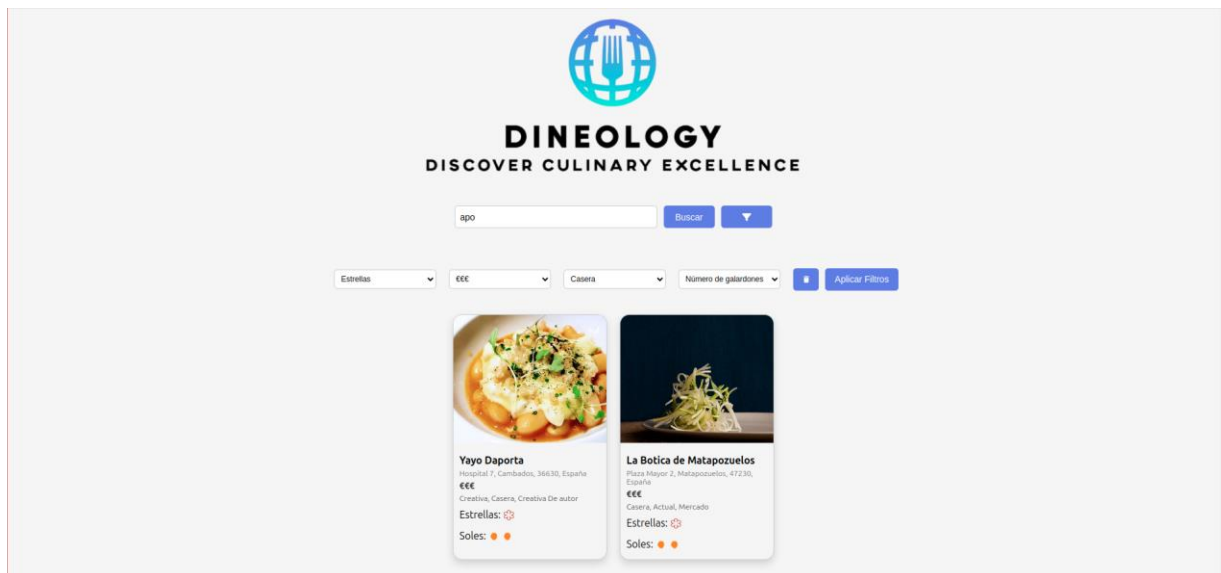 DINEOLOGY
DISCOVER CULINARY EXCELLENCE
apo
Buscar
Estrellas
€€€
Casera
Número de galardones
Aplicar Filtros
Yayo Daporta
Hospital 7, Cambados, 36630, España
€€€
Creativa, Casera, Creativa De autor
Estrellas:
Soles:
La Botica de Matapozuelos
Plaza Mayor 2, Matapozuelos, 47230,
España
€€€
Casera, Actual, Mercado
Estrellas:
Soles: